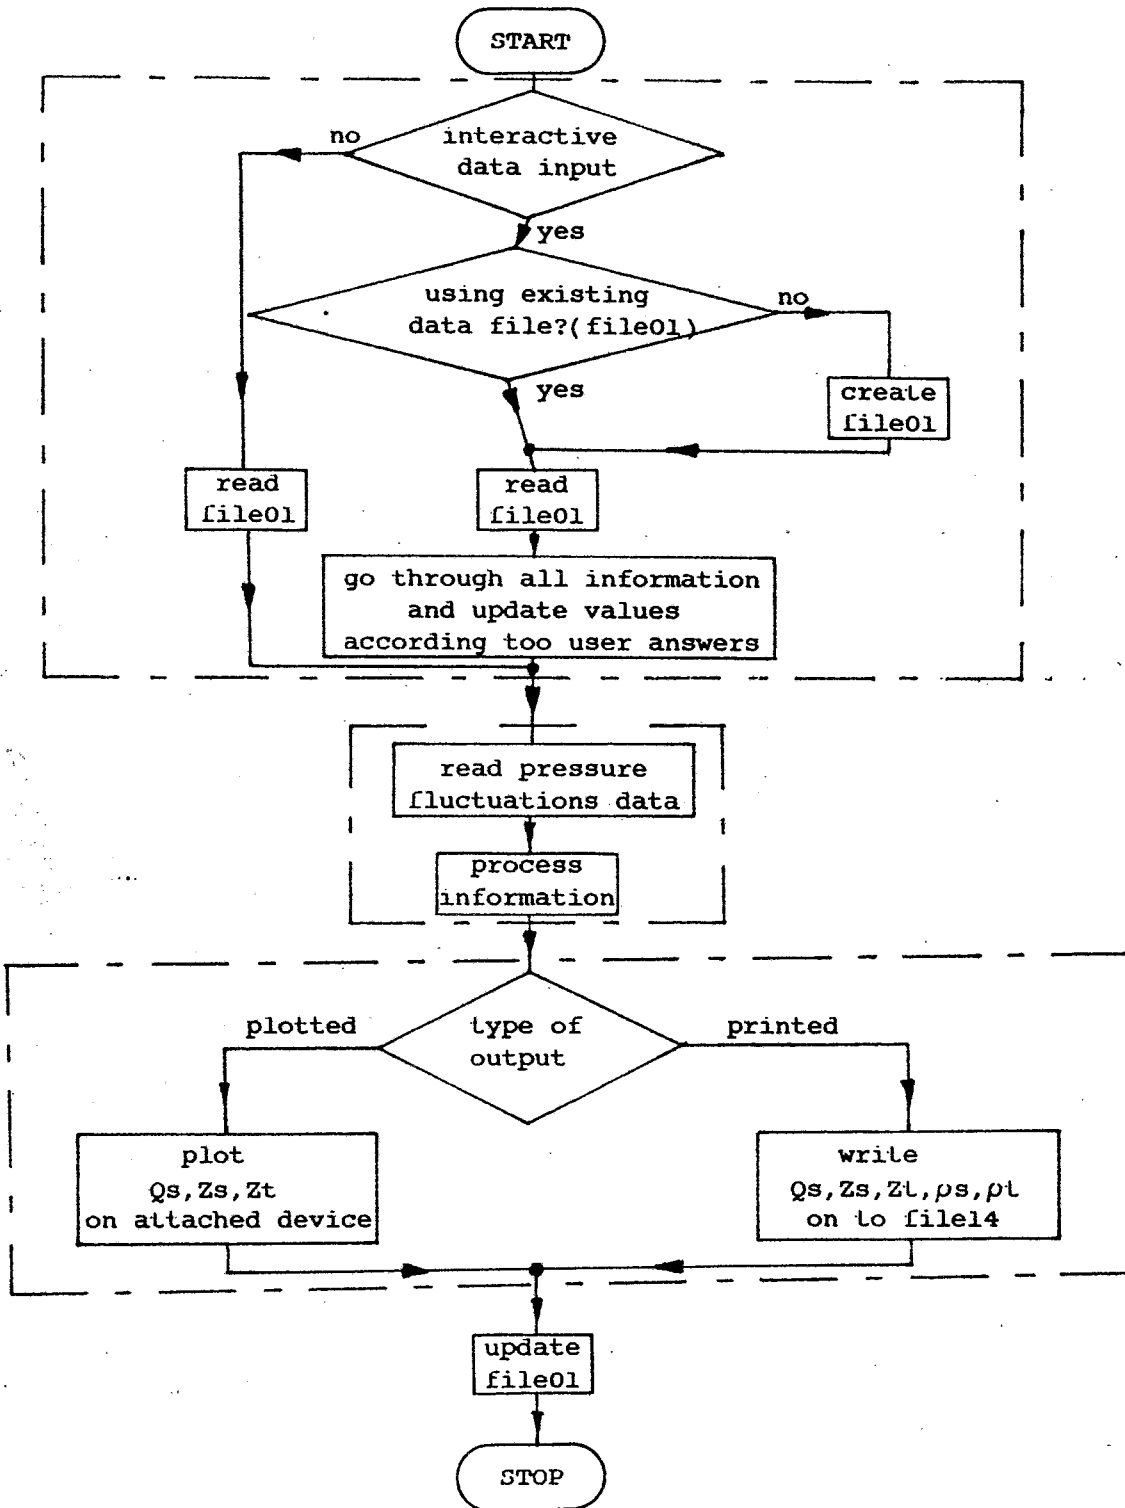 START
no
interactive
data input
yes
using existing
data file?(file01)
no
yes
create
file01
read
file01
read
file01
go through all information
and update values
according too user answers
read pressure
fluctuations data
process
information
plotted
type of
output
printed
plot
Qs,Zs,Zt
on attached device
write
Qs,Zs,Zt,ρs,ρt
on to file14
update
file01
STOP